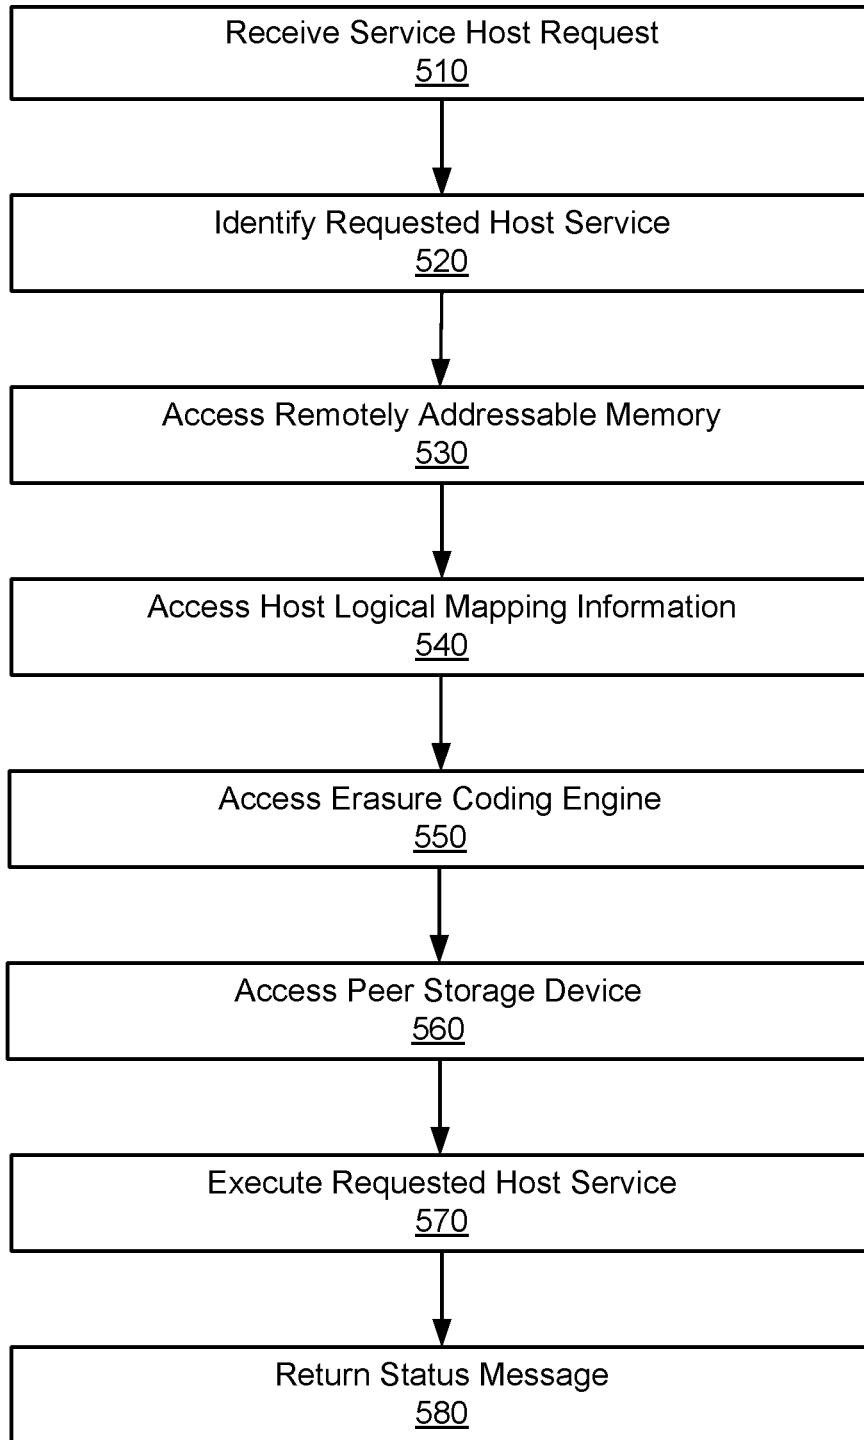 Receive Service Host Request
510
Identify Requested Host Service
520
Access Remotely Addressable Memory
530
Access Host Logical Mapping Information
540
Access Erasure Coding Engine
550
Access Peer Storage Device
560
Execute Requested Host Service
570
Return Status Message
580